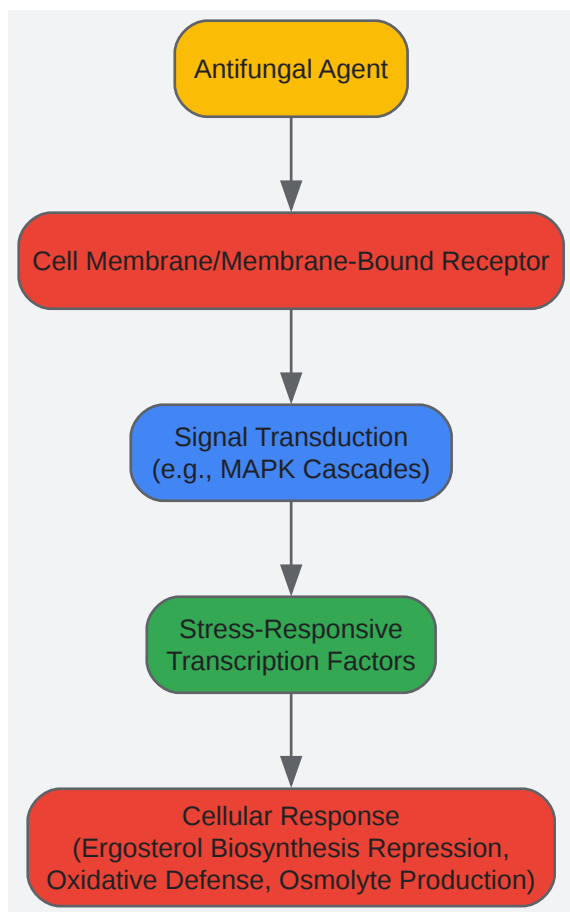 Antifungal Agent
Cell Membrane/Membrane-Bound Receptor
Signal Transduction
(e.g., MAPK Cascades)
Stress-Responsive
Transcription Factors
Cellular Response
(Ergosterol Biosynthesis Repression,
Oxidative Defense, Osmolyte Production)